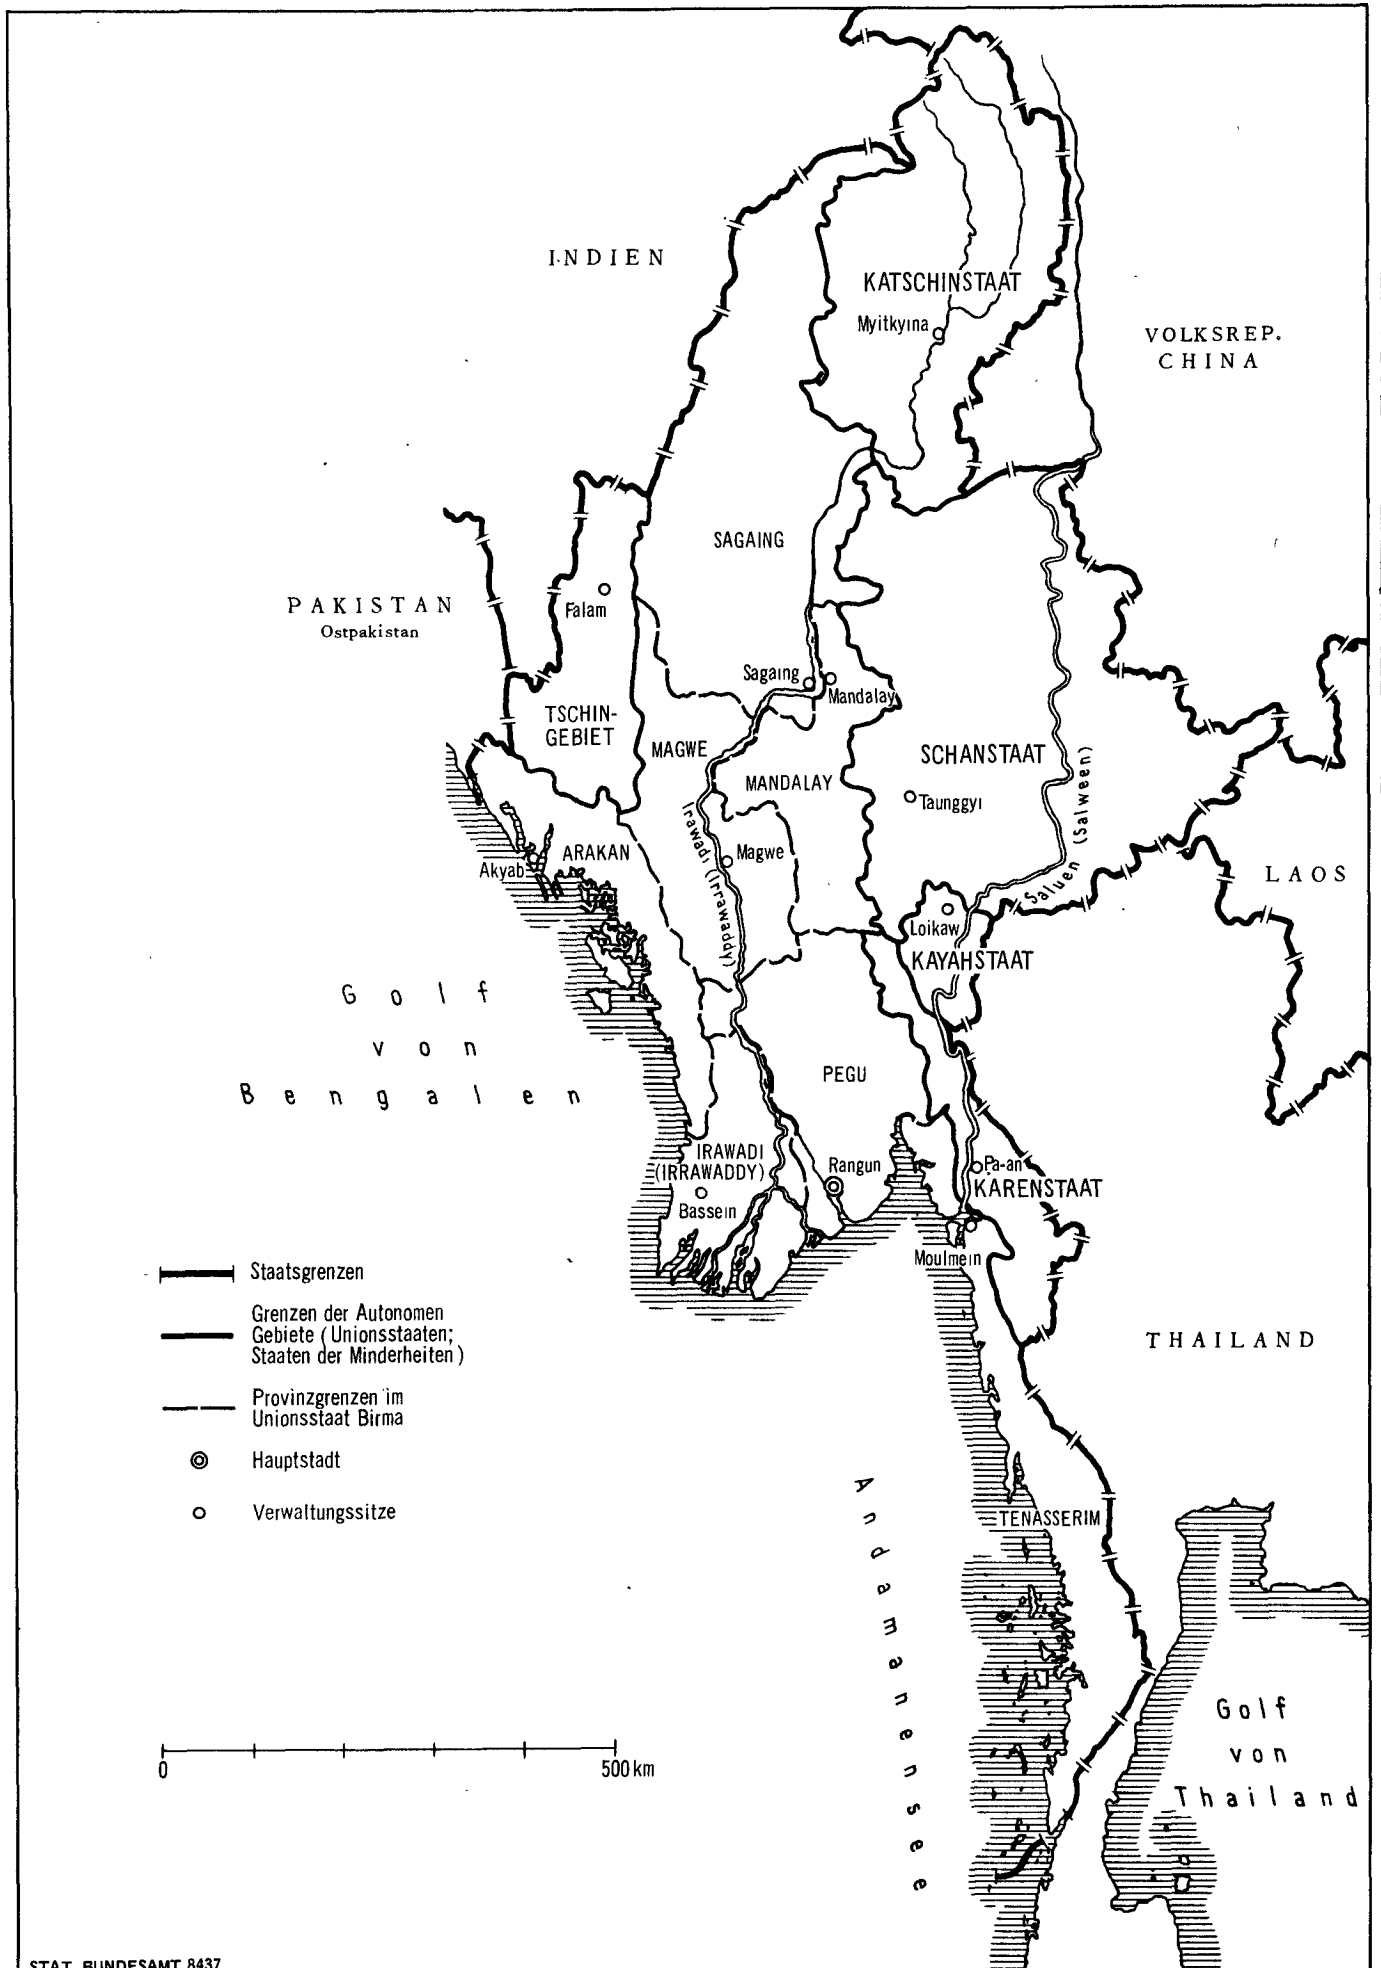 INDIEN
KATSCHINSTAAT
Myitkyina
VOLKSREP.
CHINA
SAGAING
PAKISTAN
Ostpakistan
Falam
Sagaing
Mandalay
TSCHIN-
GEBIET
MAGWE
SCHANSTAAT
MANDALAY
Taunggyi
Irawadi (Irrawaddy)
Saluen (Salween)
Magwe
ARAKAN
Akyab
LAOS
Loikaw
KAYAHSTAAT
Golf
von
Bengalen
PEGU
IRAWADI
(IRRAWADDY)
Rangun
Pa-an
KARENSTAAT
Bassein
Moulmein
Staatsgrenzen
Grenzen der Autonomen
Gebiete (Unionsstaaten;
Staaten der Minderheiten)
THAILAND
Provinzgrenzen im
Unionsstaat Birma
Hauptstadt
Verwaltungssitze
Andamanensee
TENASSERIM
Golf
von
Thailand
0 500 km
STAT. BUNDESAMT 8437